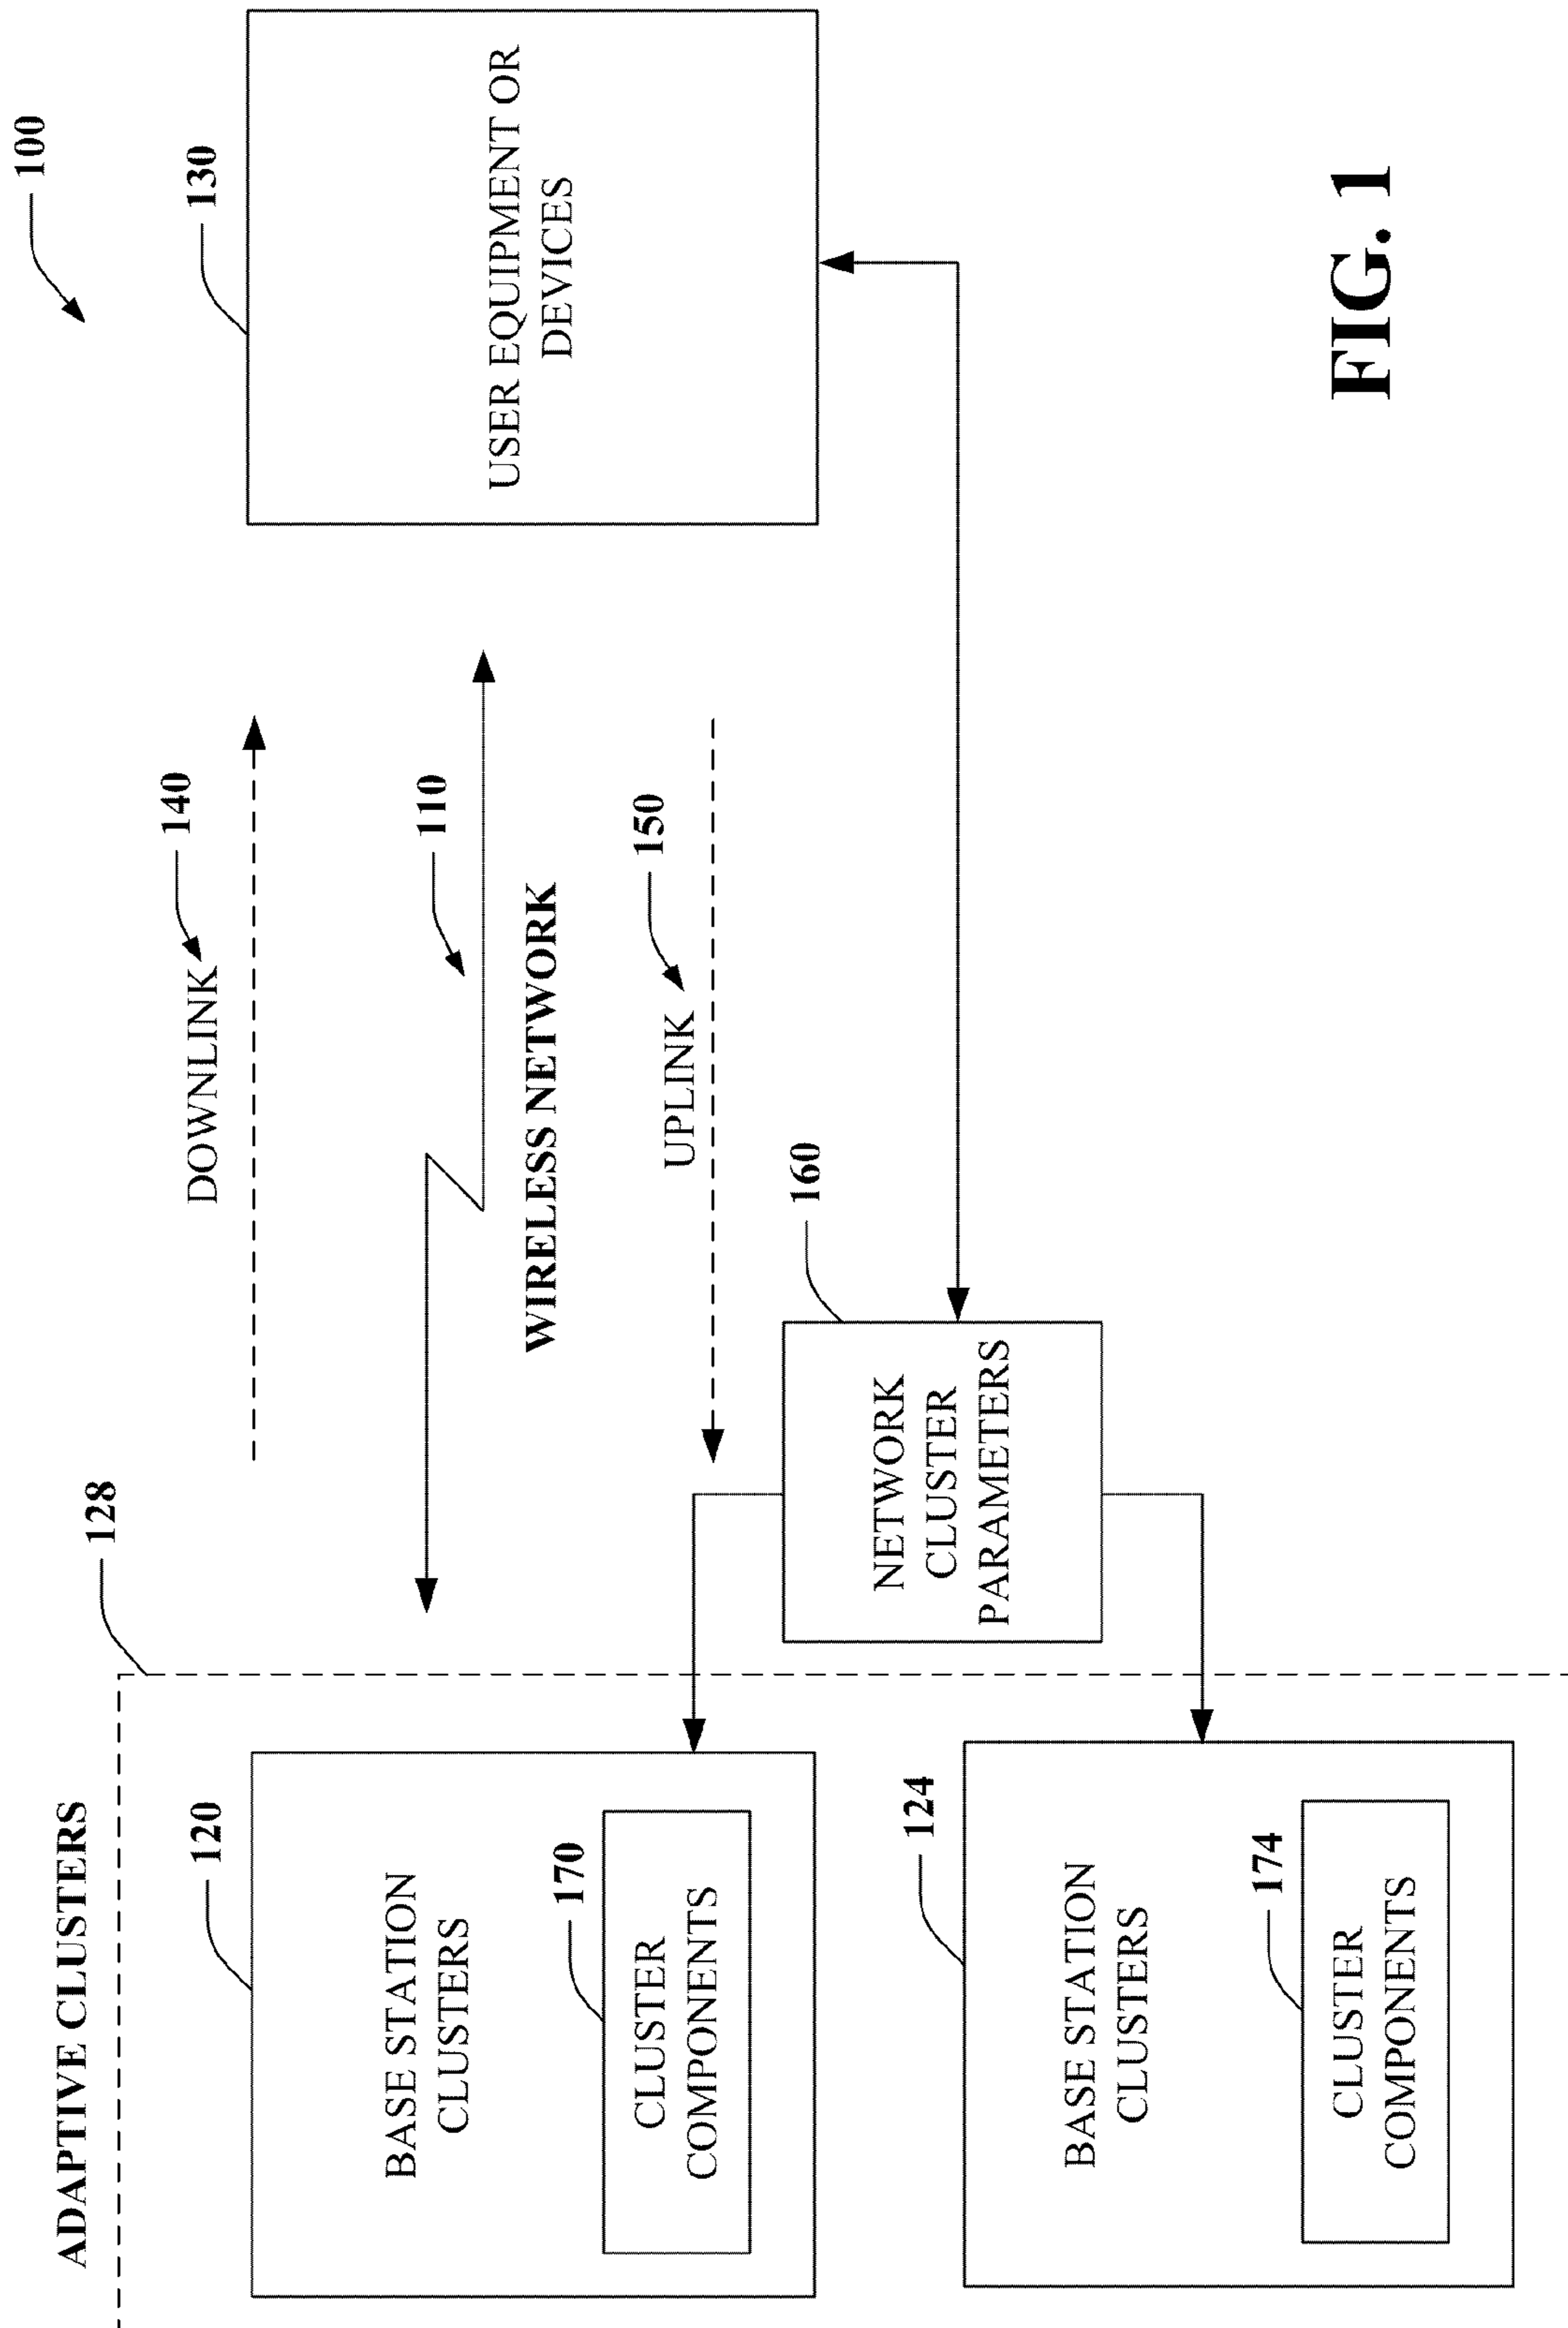 100
ADAPTIVE CLUSTERS
128
120
BASE STATION
CLUSTERS
170
CLUSTER
COMPONENTS
124
BASE STATION
CLUSTERS
174
CLUSTER
COMPONENTS
DOWNLINK
140
110
WIRELESS NETWORK
UPLINK
150
160
NETWORK
CLUSTER
PARAMETERS
130
USER EQUIPMENT OR
DEVICES
FIG. 1